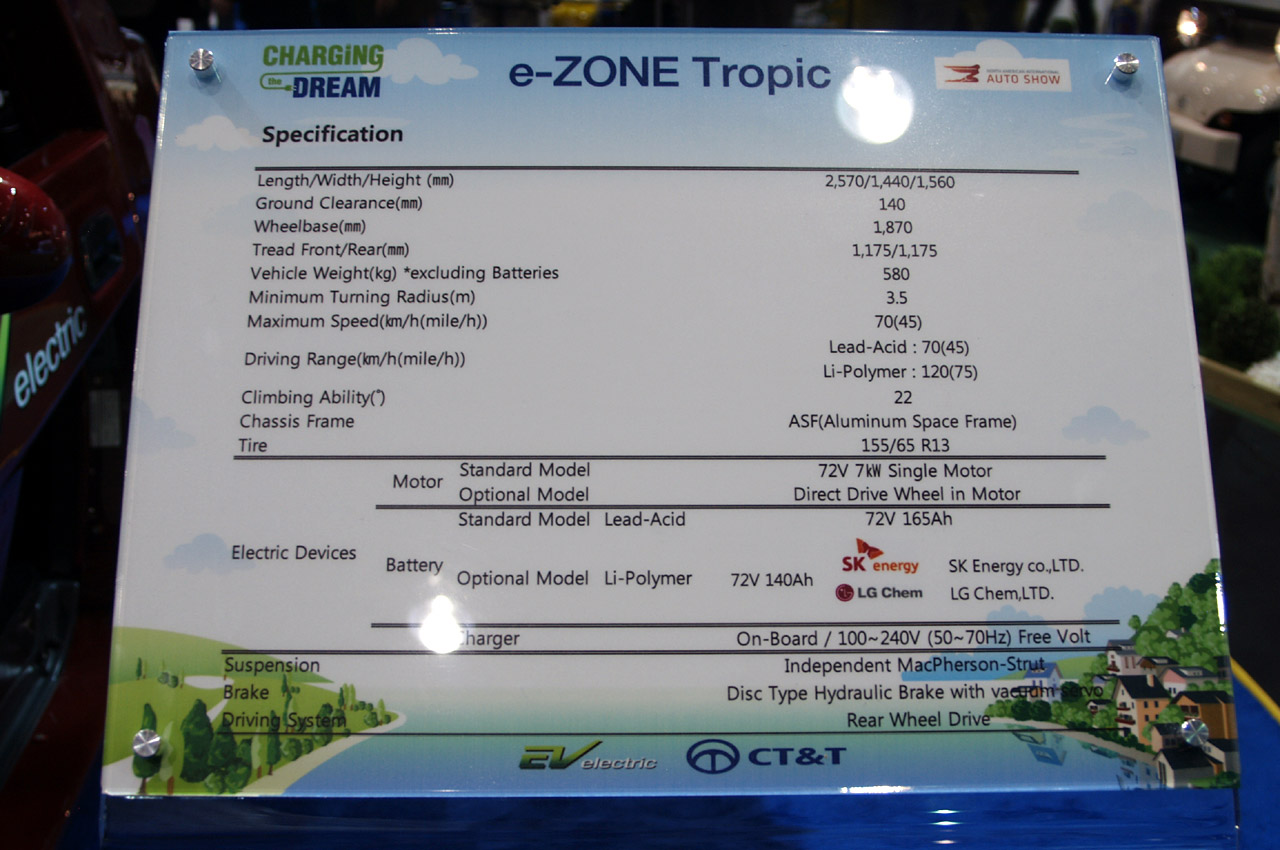 CHARGiNG
the DREAM
e-ZONE Tropic
NORTH AMERICAN INTERNATIONAL
AUTO SHOW
Specification
Length/Width/Height (㎜) 2,570/1,440/1,560
Ground Clearance(㎜) 140
Wheelbase(㎜) 1,870
Tread Front/Rear(㎜) 1,175/1,175
Vehicle Weight(kg) *excluding Batteries 580
Minimum Turning Radius(m) 3.5
Maximum Speed(㎞/h(mile/h)) 70(45)
Driving Range(㎞/h(mile/h)) Lead-Acid : 70(45)
Li-Polymer : 120(75)
Climbing Ability(°) 22
Chassis Frame ASF(Aluminum Space Frame)
Tire 155/65 R13
Electric Devices
Motor
Standard Model 72V 7㎾ Single Motor
Optional Model Direct Drive Wheel in Motor
Battery
Standard Model Lead-Acid 72V 165Ah
Optional Model Li-Polymer 72V 140Ah
SK energy SK Energy co.,LTD.
LG Chem LG Chem,LTD.
Charger On-Board / 100~240V (50~70Hz) Free Volt
Suspension Independent MacPherson-Strut
Brake Disc Type Hydraulic Brake with vacuum servo
Driving System Rear Wheel Drive
EV electric CT&T
electric